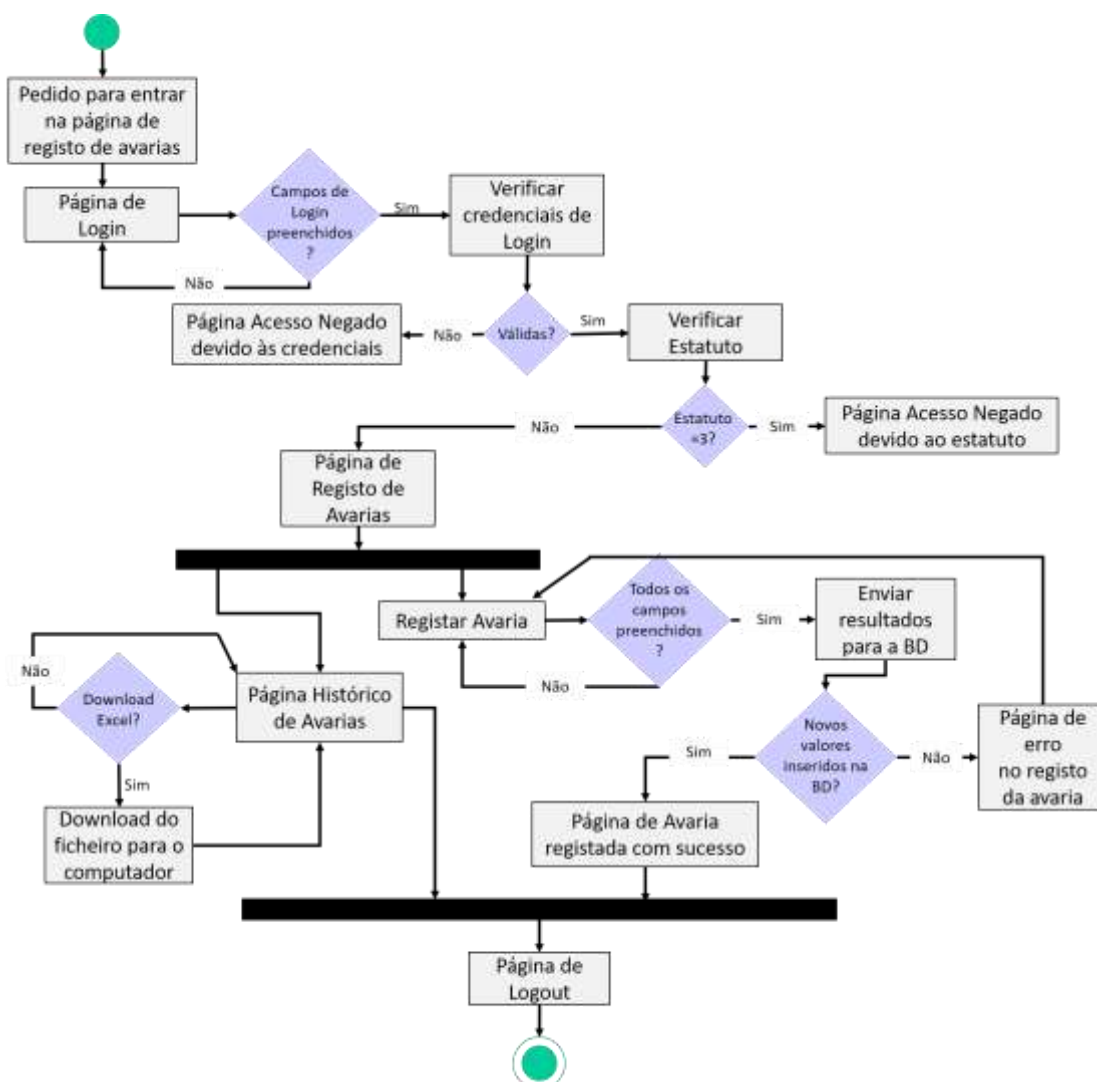 Pedido para entrar
na página de
registo de avarias
Página de
Login
Campos de
Login
preenchidos
?
Sim
Verificar
credenciais de
Login
Não
Página Acesso Negado
devido às credenciais
Não
Válidas?
Sim
Verificar
Estatuto
Não
Estatuto
=3?
Sim
Página Acesso Negado
devido ao estatuto
Página de
Registo de
Avarias
Registar Avaria
Todos os
campos
preenchidos
?
Sim
Enviar
resultados
para a BD
Não
Não
Download
Excel?
Página Histórico
de Avarias
Sim
Novos
valores
inseridos na
BD?
Não
Página de
erro
no registo
da avaria
Sim
Download do
ficheiro para o
computador
Página de Avaria
registada com sucesso
Página de
Logout